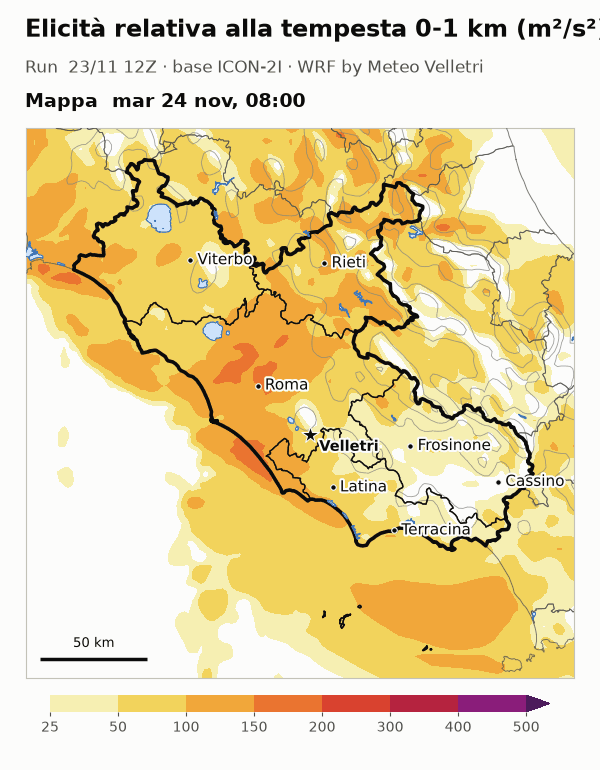 Elicità relativa alla tempesta 0-1 km (m²/s²)
Run 23/11 12Z · base ICON-2I · WRF by Meteo Velletri
Mappa mar 24 nov, 08:00
Viterbo
Rieti
Roma
Velletri
Frosinone
Cassino
Latina
Terracina
50 km
25 50 100 150 200 300 400 500